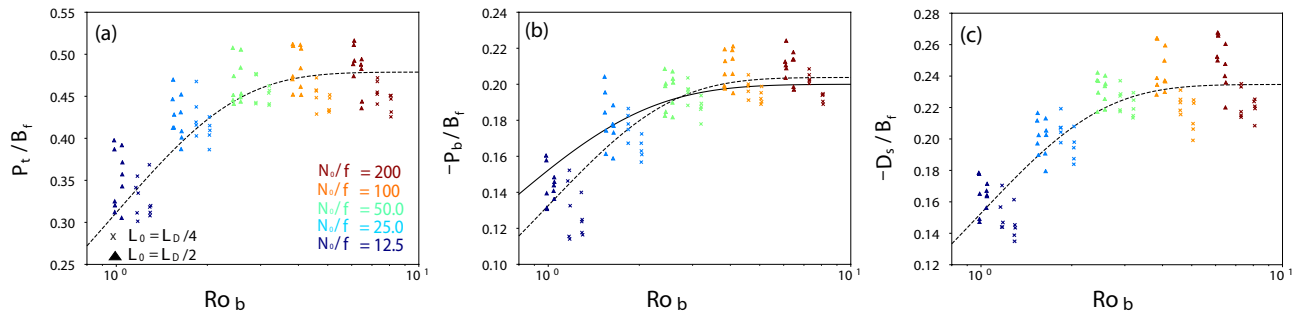 (a)
0.55
0.50
0.45
0.40
0.35
0.30
0.25
P_t / B_f
N₀/f = 200
N₀/f = 100
N₀/f = 50.0
N₀/f = 25.0
N₀/f = 12.5
× L₀ = L_D/4
▲ L₀ = L_D/2
10⁰
10¹
Ro_b
(b)
0.24
0.22
0.20
0.18
0.16
0.14
0.12
0.10
-P_b / B_f
10⁰
10¹
Ro_b
(c)
0.28
0.26
0.24
0.22
0.20
0.18
0.16
0.14
0.12
-D_s / B_f
10⁰
10¹
Ro_b